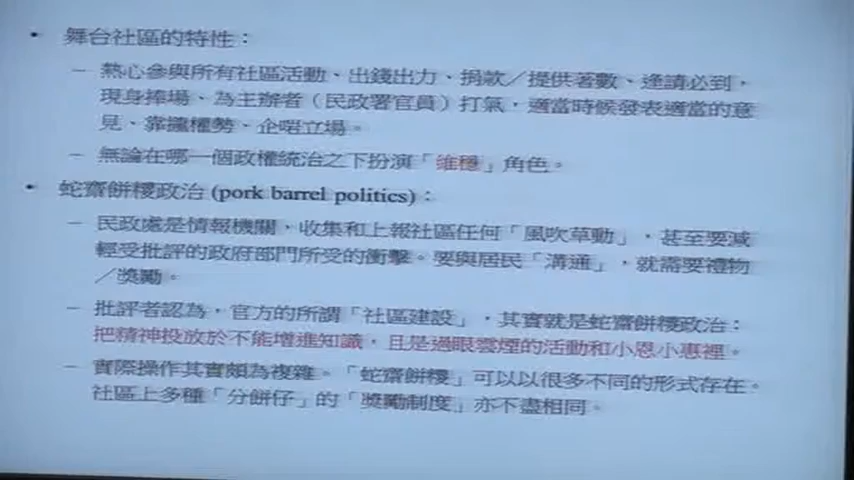 • 舞台社區的特性：
– 熱心參與所有社區活動、出錢出力、捐款／提供著數、逢請必到，
現身捧場、為主辦者（民政署官員）打氣，適當時候發表適當的意
見、靠攏權勢、企啱立場。
– 無論在哪一個政權統治之下扮演「維穩」角色。
• 蛇齋餅糉政治 (pork barrel politics)：
– 民政處是情報機關，收集和上報社區任何「風吹草動」，甚至要減
輕受批評的政府部門所受的衝擊。要與居民「溝通」，就需要禮物
／獎勵。
– 批評者認為，官方的所謂「社區建設」，其實就是蛇齋餅糉政治：
把精神投放於不能增進知識，且是過眼雲煙的活動和小恩小惠裡。
– 實際操作其實頗為複雜。「蛇齋餅糉」可以以很多不同的形式存在。
社區上多種「分餅仔」的「獎勵制度」亦不盡相同。